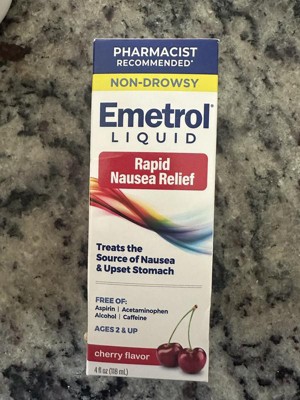 PHARMACIST
RECOMMENDED*
NON-DROWSY
Emetrol®
LIQUID
Rapid
Nausea Relief
Treats the
Source of Nausea
& Upset Stomach
FREE OF:
Aspirin | Acetaminophen
Alcohol | Caffeine
AGES 2 & UP
cherry flavor
4 fl oz (118 mL)